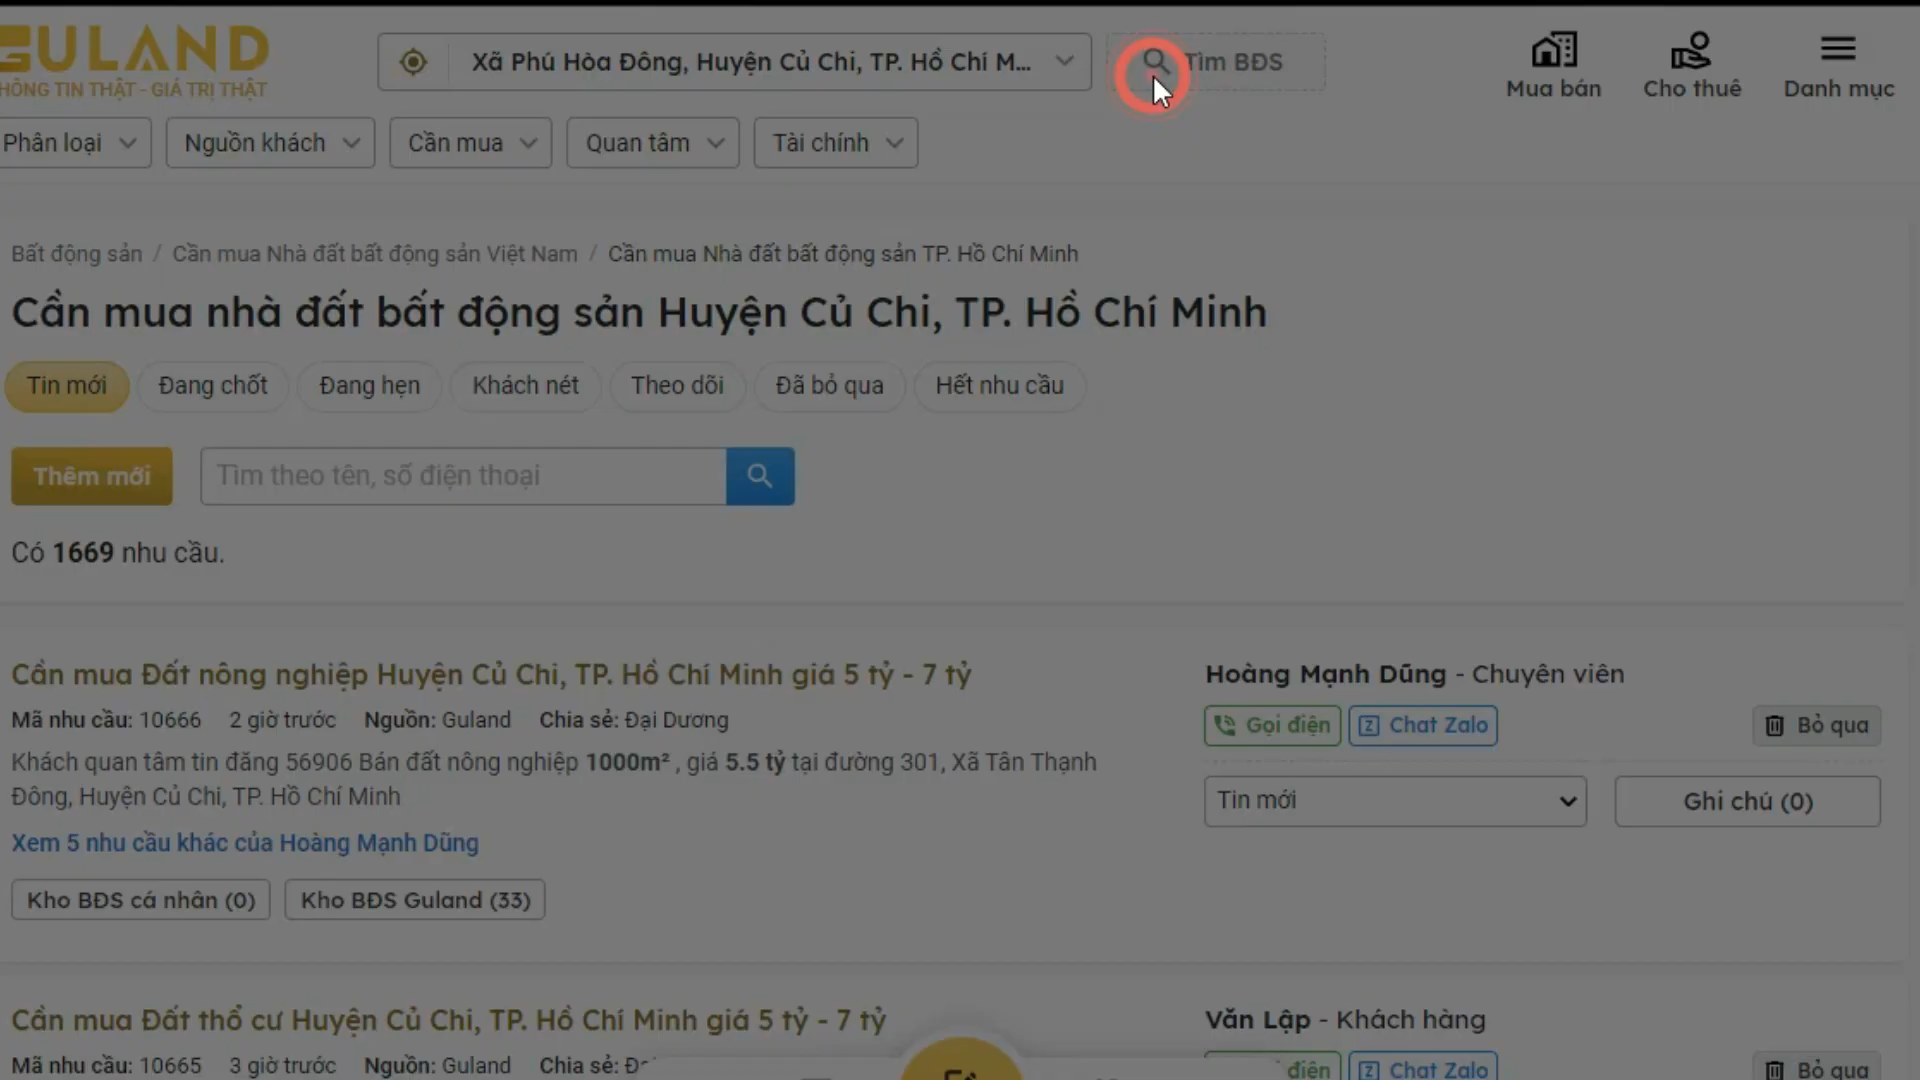 GULAND
HÔNG TIN THẬT - GIÁ TRỊ THẬT
Xã Phú Hòa Đông, Huyện Củ Chi, TP. Hồ Chí M...
Tìm BĐS
Mua bán
Cho thuê
Danh mục
Phân loại
Nguồn khách
Cần mua
Quan tâm
Tài chính
Bất động sản / Cần mua Nhà đất bất động sản Việt Nam / Cần mua Nhà đất bất động sản TP. Hồ Chí Minh
Cần mua nhà đất bất động sản Huyện Củ Chi, TP. Hồ Chí Minh
Tin mới
Đang chốt
Đang hẹn
Khách nét
Theo dõi
Đã bỏ qua
Hết nhu cầu
Thêm mới
Tìm theo tên, số điện thoại
Có 1669 nhu cầu.
Cần mua Đất nông nghiệp Huyện Củ Chi, TP. Hồ Chí Minh giá 5 tỷ - 7 tỷ
Mã nhu cầu: 10666 2 giờ trước Nguồn: Guland Chia sẻ: Đại Dương
Khách quan tâm tin đăng 56906 Bán đất nông nghiệp 1000m² , giá 5.5 tỷ tại đường 301, Xã Tân Thạnh
Đông, Huyện Củ Chi, TP. Hồ Chí Minh
Xem 5 nhu cầu khác của Hoàng Mạnh Dũng
Kho BĐS cá nhân (0)
Kho BĐS Guland (33)
Hoàng Mạnh Dũng - Chuyên viên
Gọi điện
Chat Zalo
Bỏ qua
Tin mới
Ghi chú (0)
Cần mua Đất thổ cư Huyện Củ Chi, TP. Hồ Chí Minh giá 5 tỷ - 7 tỷ
Mã nhu cầu: 10665 3 giờ trước Nguồn: Guland Chia sẻ:
Văn Lập - Khách hàng
điện
Chat Zalo
Bỏ qua